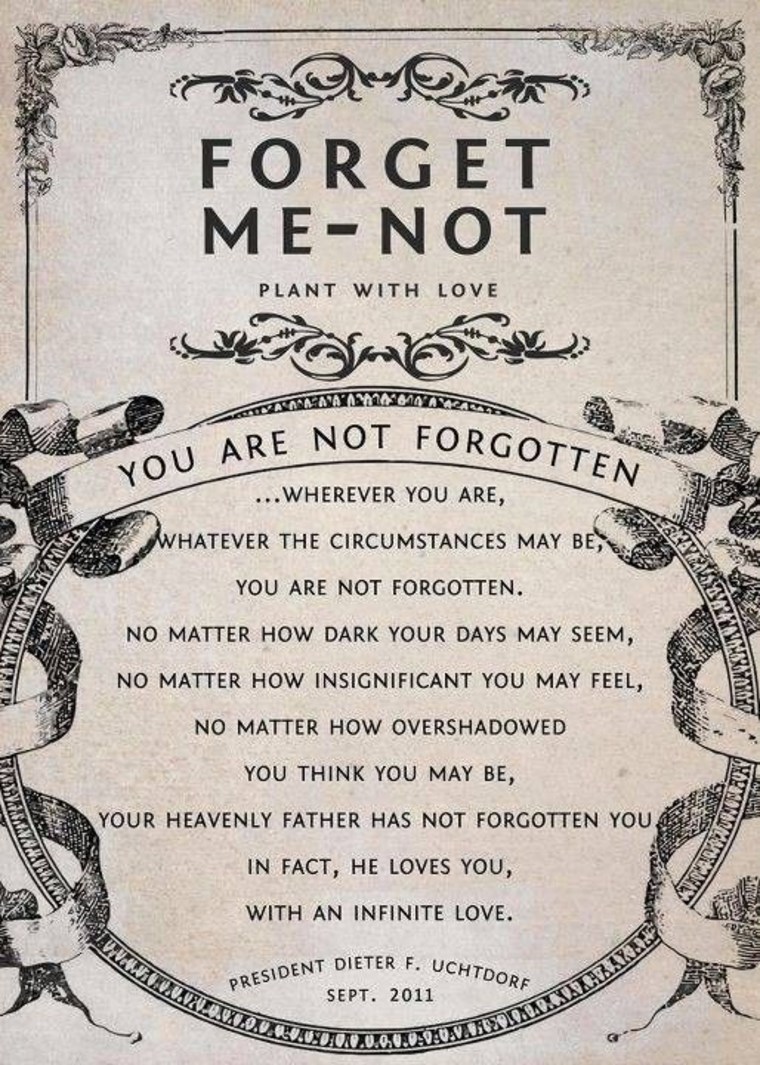 FORGET
ME-NOT
PLANT WITH LOVE
YOU ARE NOT FORGOTTEN
...WHEREVER YOU ARE,
WHATEVER THE CIRCUMSTANCES MAY BE,
YOU ARE NOT FORGOTTEN.
NO MATTER HOW DARK YOUR DAYS MAY SEEM,
NO MATTER HOW INSIGNIFICANT YOU MAY FEEL,
NO MATTER HOW OVERSHADOWED
YOU THINK YOU MAY BE,
YOUR HEAVENLY FATHER HAS NOT FORGOTTEN YOU.
IN FACT, HE LOVES YOU,
WITH AN INFINITE LOVE.
PRESIDENT DIETER F. UCHTDORF
SEPT. 2011